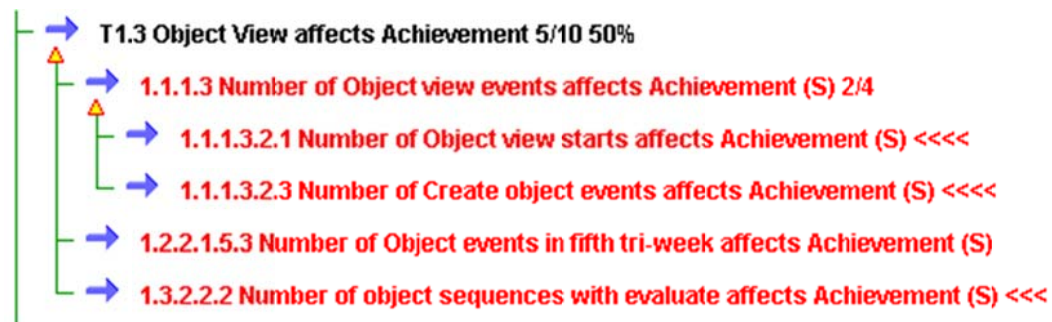 T1.3 Object View affects Achievement 5/10 50%
1.1.1.3 Number of Object view events affects Achievement (S) 2/4
1.1.1.3.2.1 Number of Object view starts affects Achievement (S) <<<<
1.1.1.3.2.3 Number of Create object events affects Achievement (S) <<<<
1.2.2.1.5.3 Number of Object events in fifth tri-week affects Achievement (S)
1.3.2.2.2 Number of object sequences with evaluate affects Achievement (S) <<<